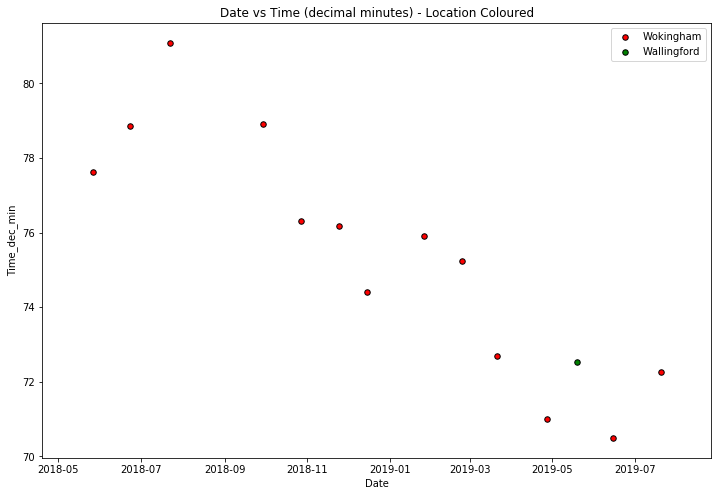 Date vs Time (decimal minutes) - Location Coloured
Wokingham
Wallingford
80
78
76
74
72
70
Time_dec_min
2018-05 2018-07 2018-09 2018-11 2019-01 2019-03 2019-05 2019-07
Date